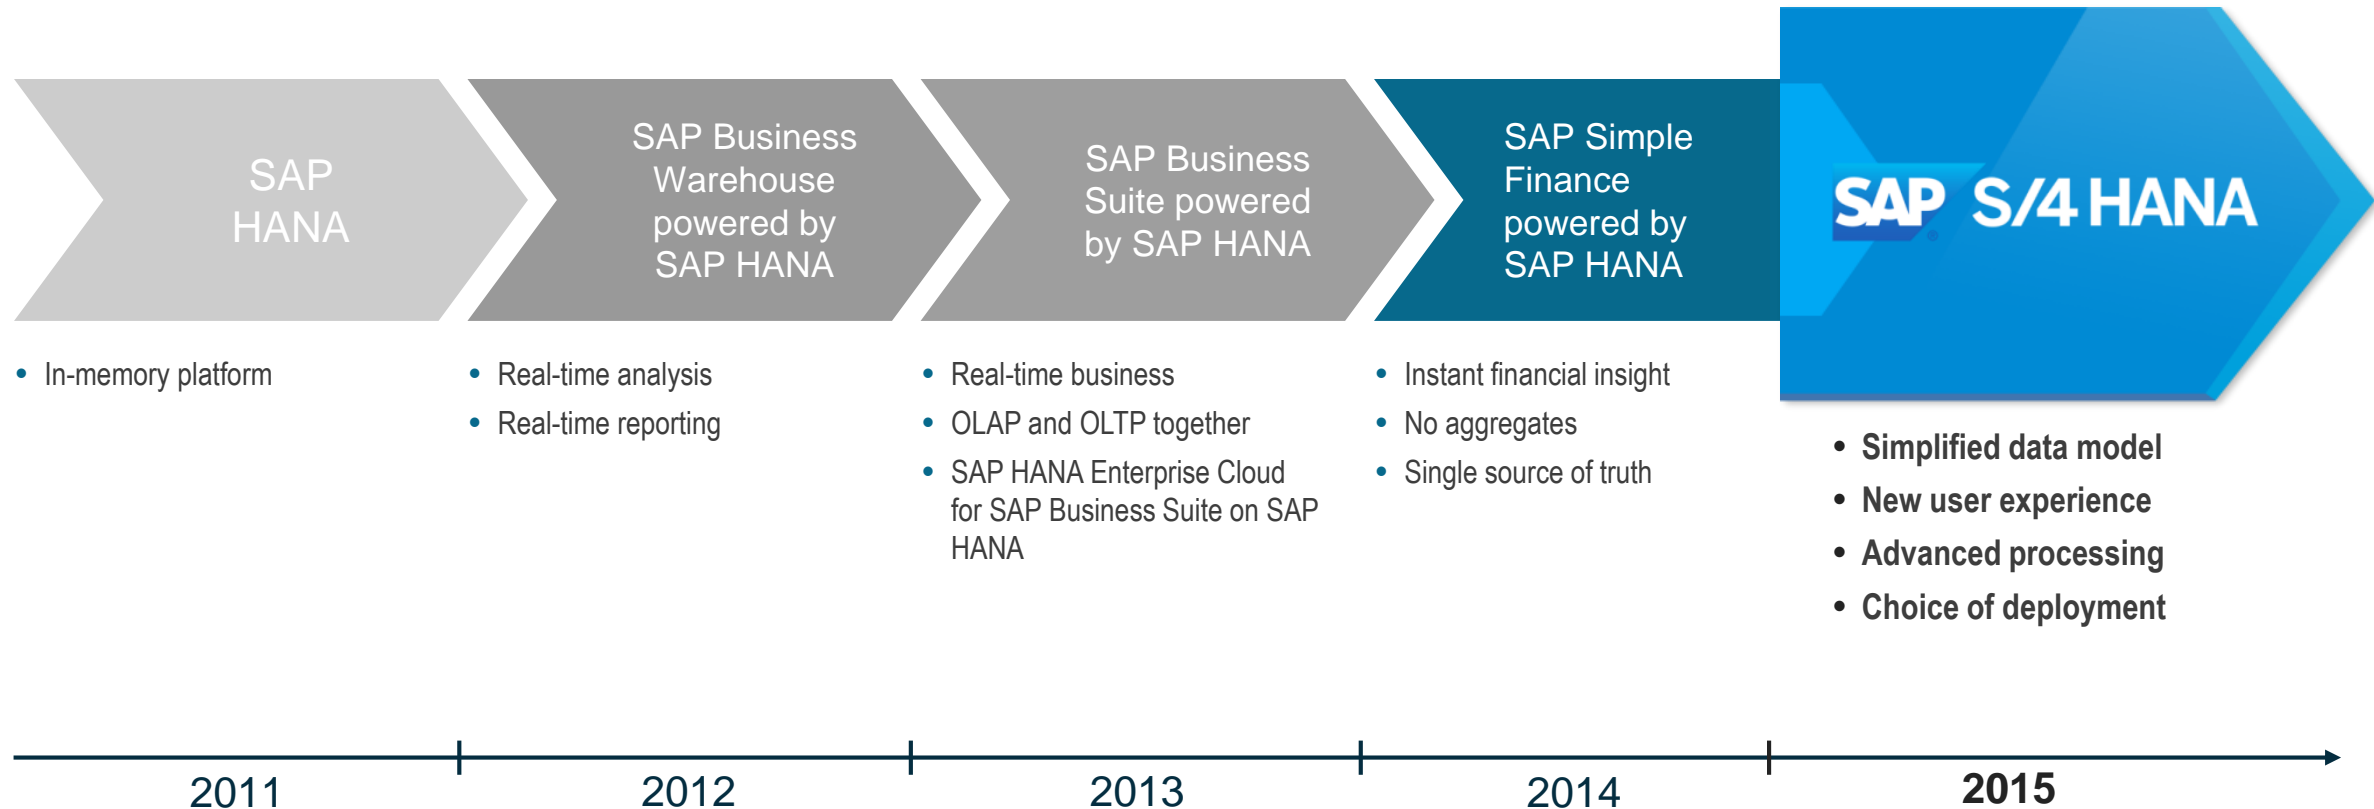 SAP
HANA
SAP Business
Warehouse
powered by
SAP HANA
SAP Business
Suite powered
by SAP HANA
SAP Simple
Finance
powered by
SAP HANA
SAP® S/4 HANA
• In-memory platform
• Real-time analysis
• Real-time reporting
• Real-time business
• OLAP and OLTP together
• SAP HANA Enterprise Cloud
for SAP Business Suite on SAP
HANA
• Instant financial insight
• No aggregates
• Single source of truth
• Simplified data model
• New user experience
• Advanced processing
• Choice of deployment
2011
2012
2013
2014
2015